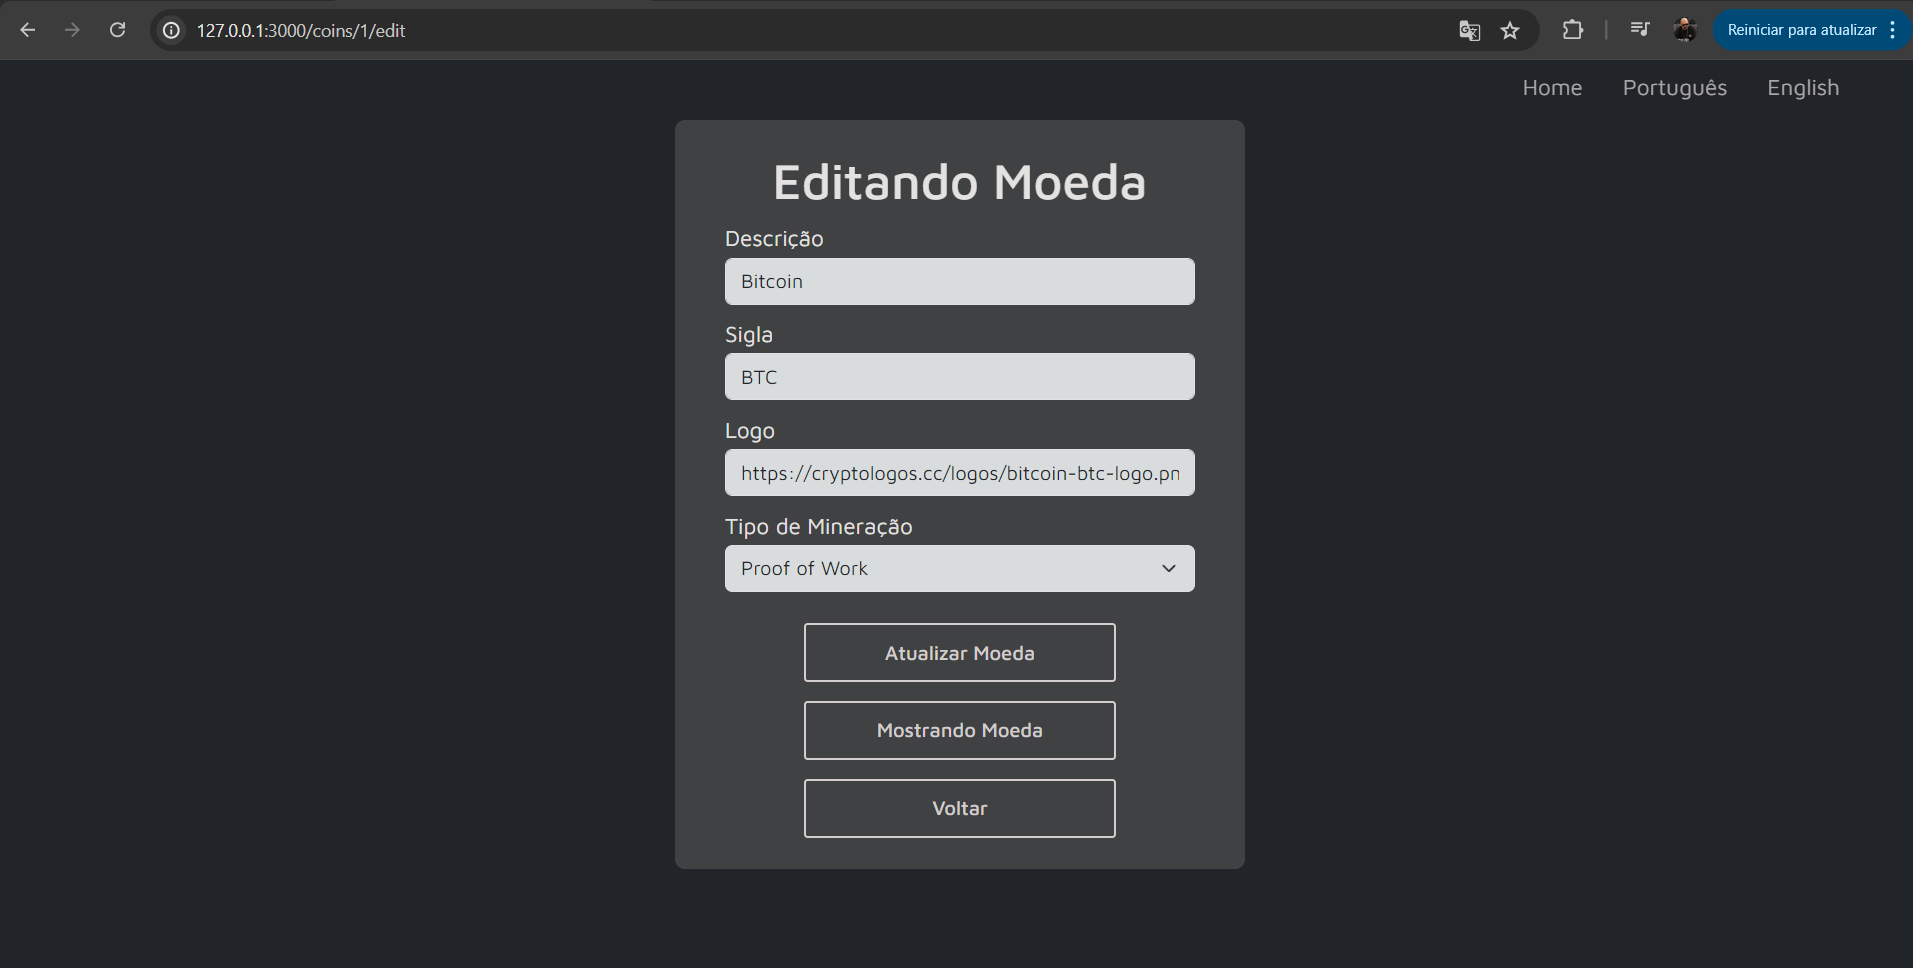 127.0.0.1:3000/coins/1/edit
Reiniciar para atualizar
Home Português English
Editando Moeda
Descrição
Bitcoin
Sigla
BTC
Logo
https://cryptologos.cc/logos/bitcoin-btc-logo.pn
Tipo de Mineração
Proof of Work
Atualizar Moeda
Mostrando Moeda
Voltar